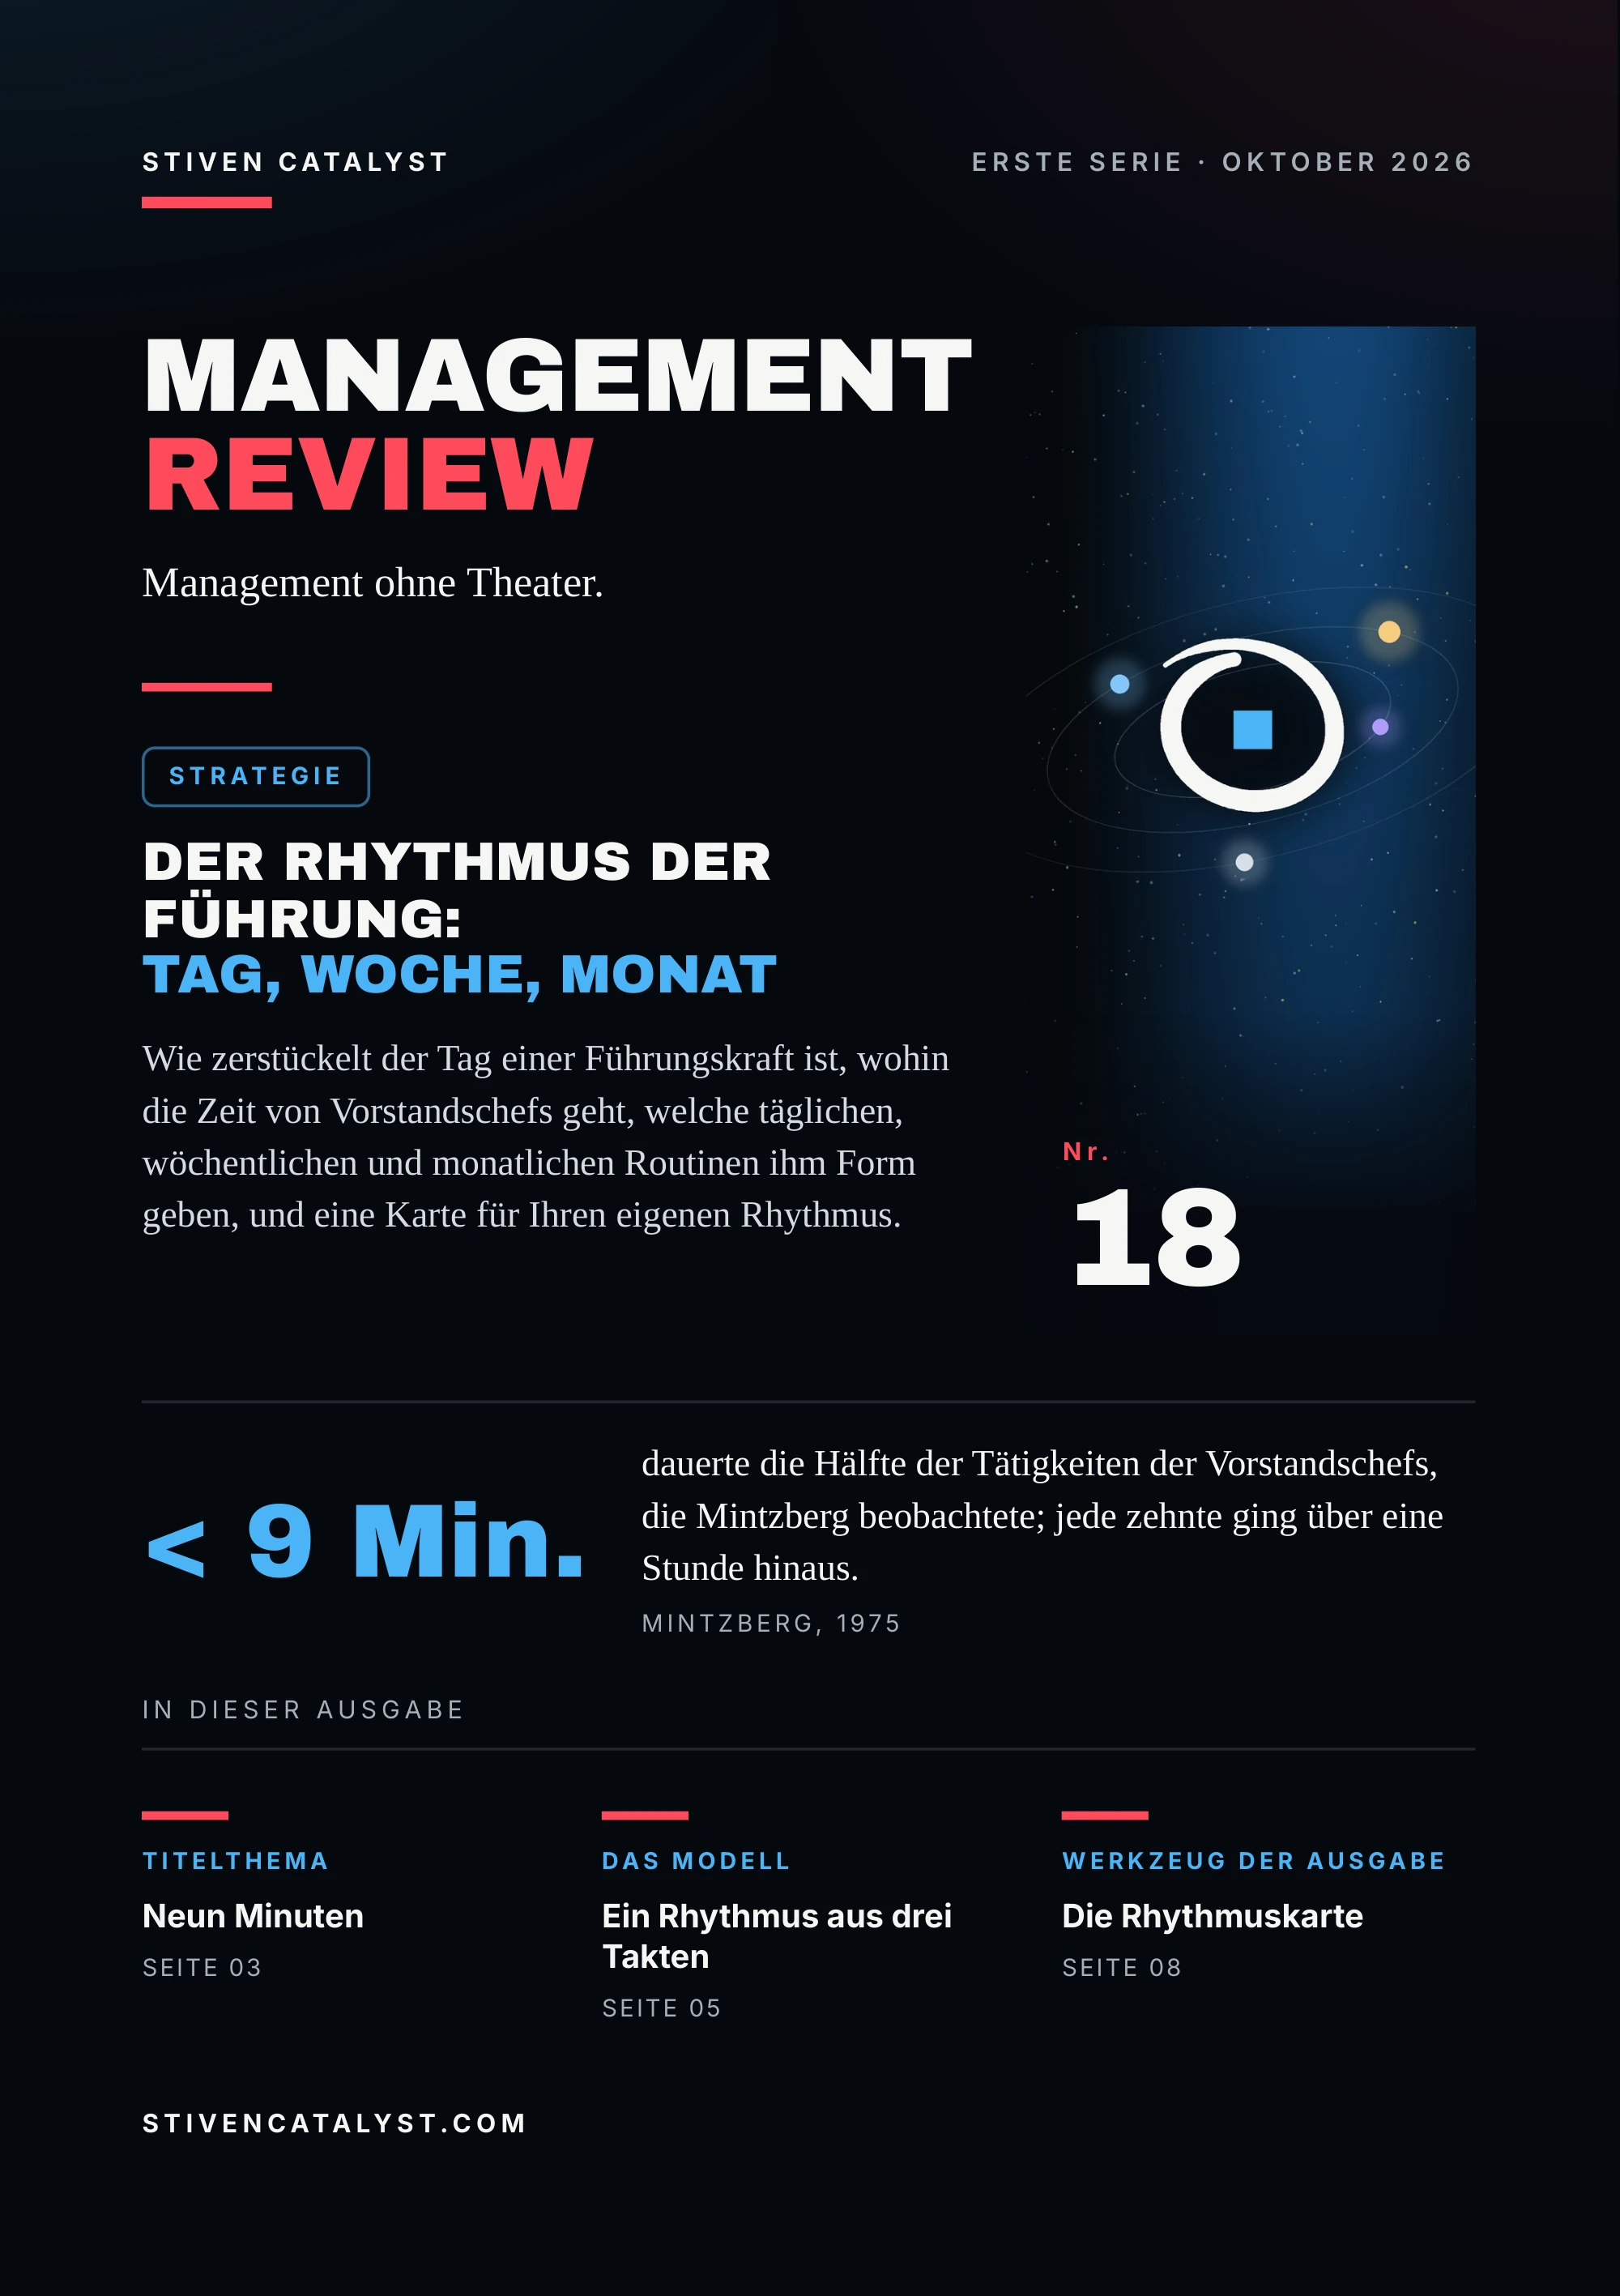 STIVEN CATALYST
ERSTE SERIE · OKTOBER 2026
MANAGEMENT
REVIEW
Management ohne Theater.
STRATEGIE
DER RHYTHMUS DER
FÜHRUNG:
TAG, WOCHE, MONAT
Wie zerstückelt der Tag einer Führungskraft ist, wohin
die Zeit von Vorstandschefs geht, welche täglichen,
wöchentlichen und monatlichen Routinen ihm Form
geben, und eine Karte für Ihren eigenen Rhythmus.
Nr.
18
< 9 Min.
dauerte die Hälfte der Tätigkeiten der Vorstandschefs,
die Mintzberg beobachtete; jede zehnte ging über eine
Stunde hinaus.
MINTZBERG, 1975
IN DIESER AUSGABE
TITELTHEMA
Neun Minuten
SEITE 03
DAS MODELL
Ein Rhythmus aus drei
Takten
SEITE 05
WERKZEUG DER AUSGABE
Die Rhythmuskarte
SEITE 08
STIVENCATALYST.COM